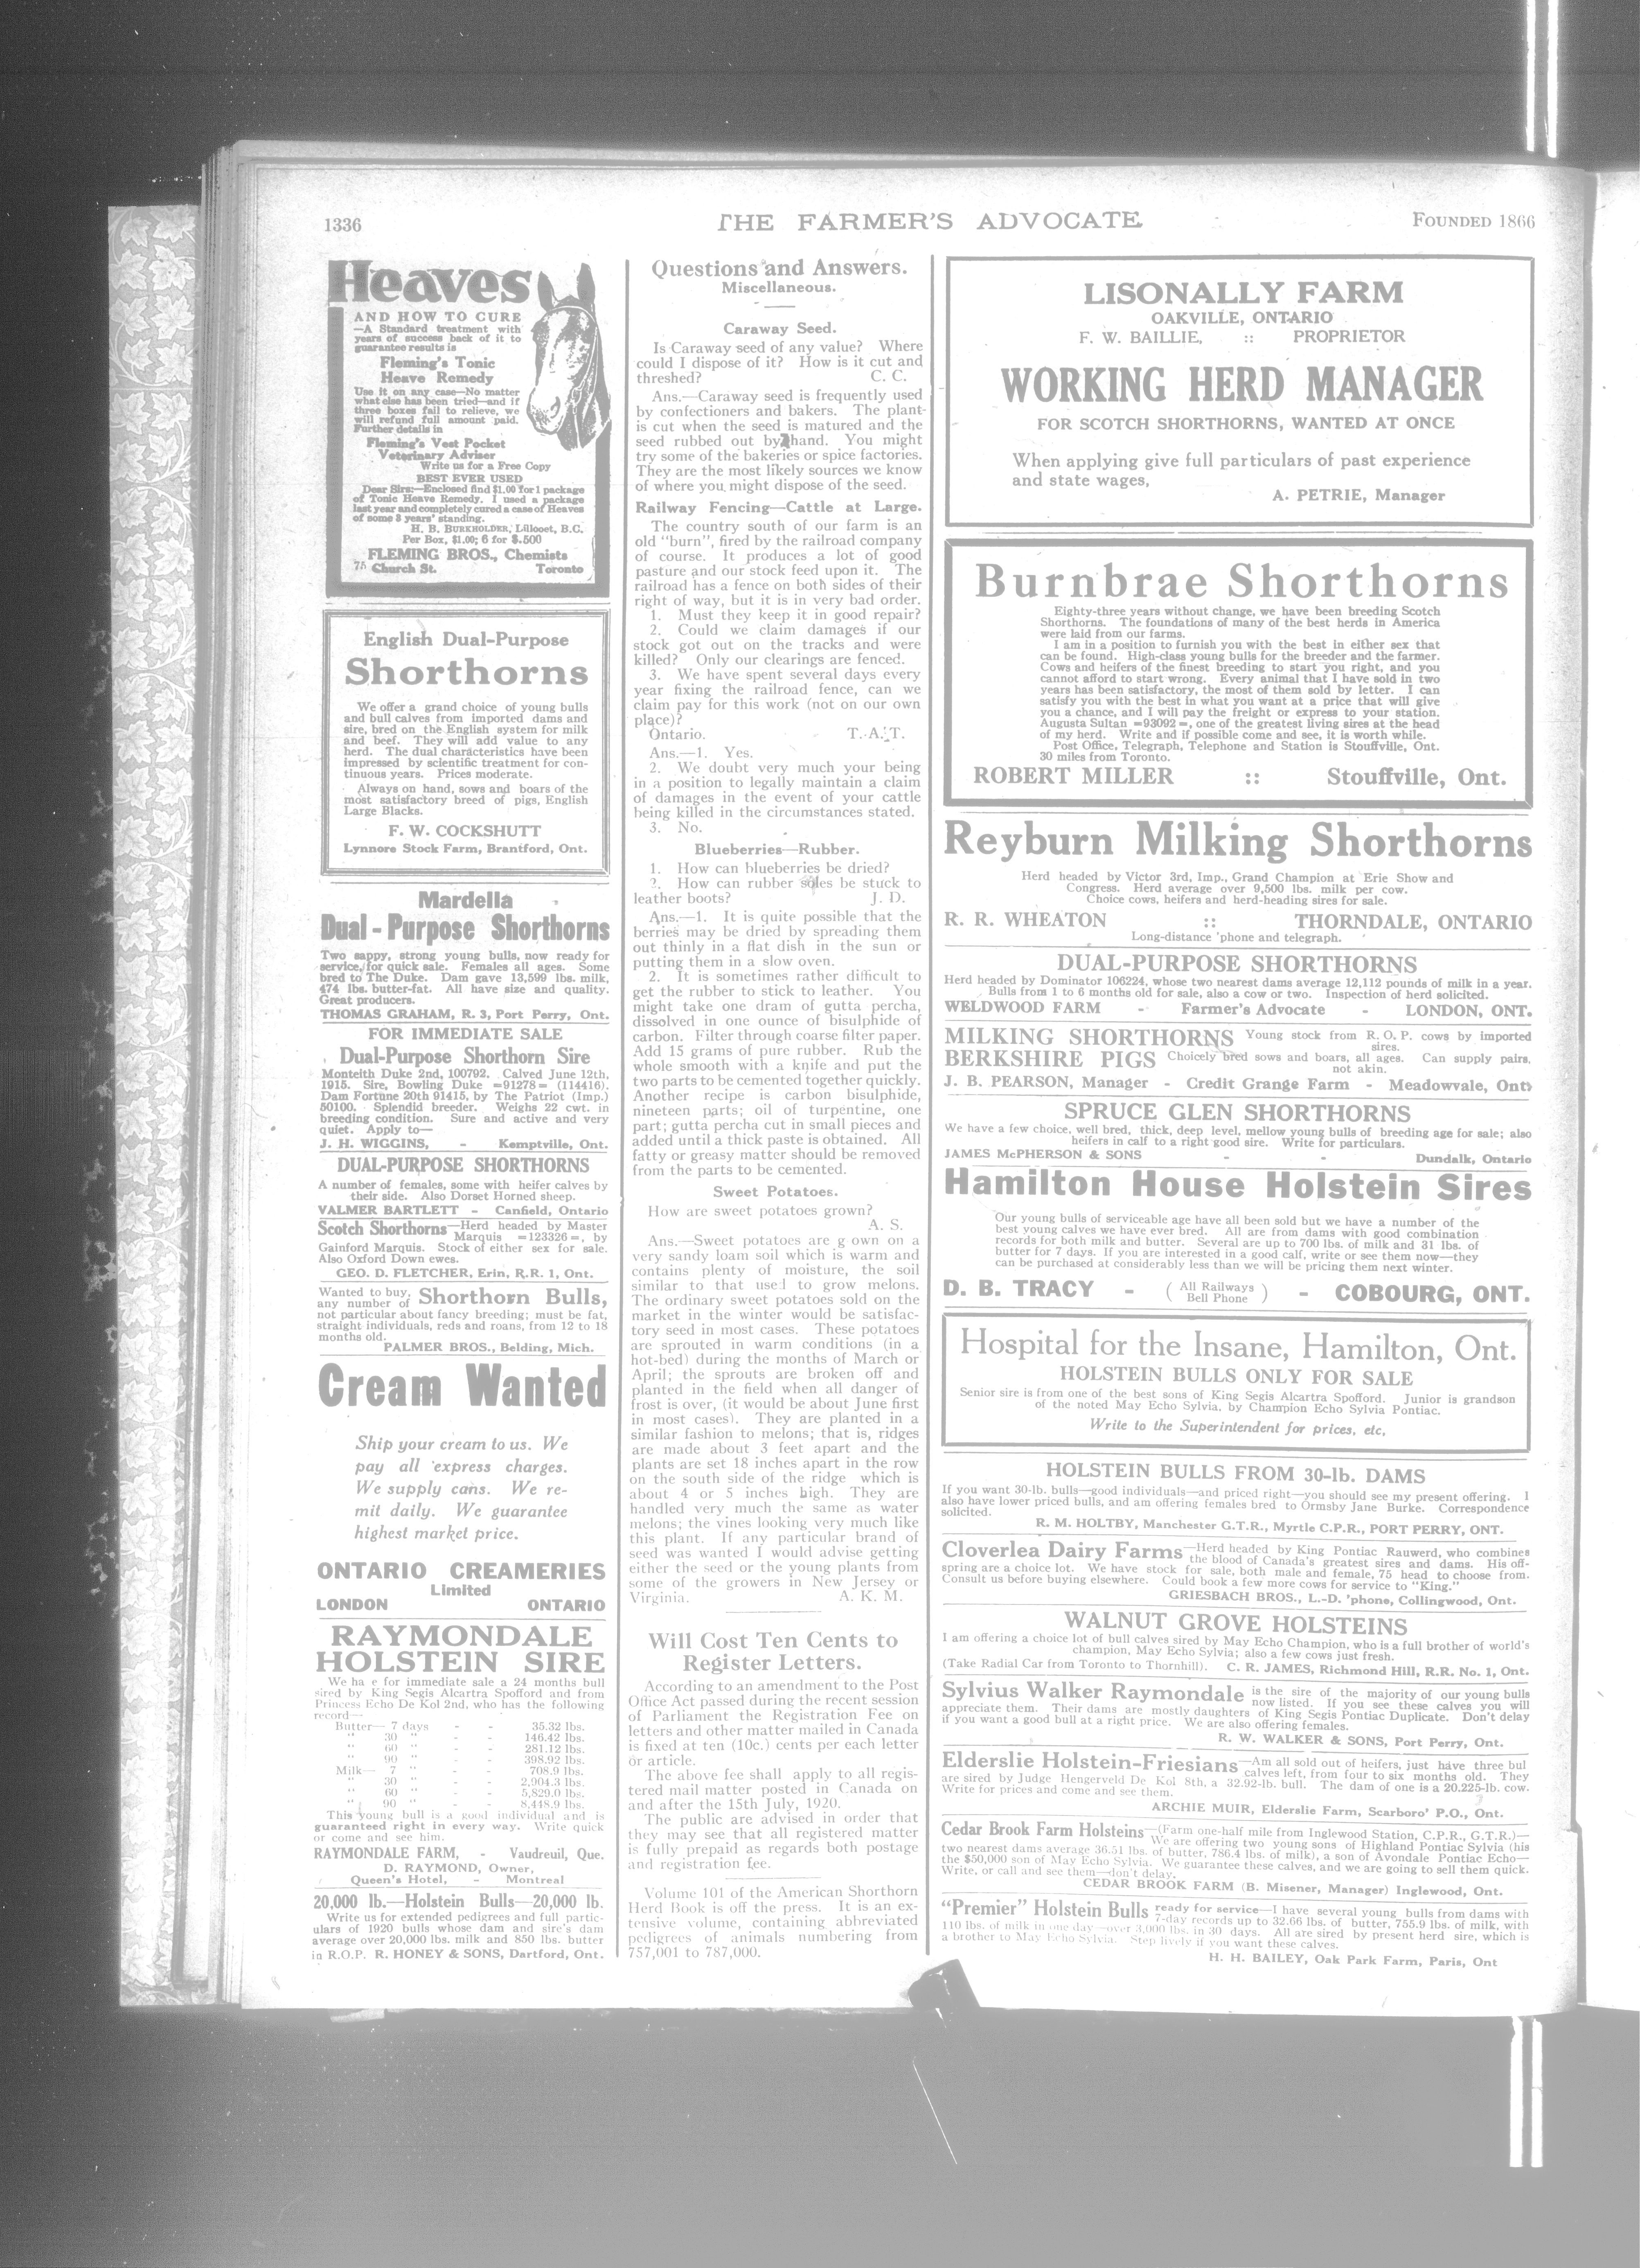 1336
THE FARMER'S ADVOCATE
FOUNDED 1866
Heaves
AND HOW TO CURE
—A Standard treatment with
years of success back of it to
guarantee results is
Fleming's Tonic
Heave Remedy
Use it on any case—No matter
what else has been tried—and if
three boxes fail to relieve, we
will refund full amount paid.
Further details in
Fleming's Vest Pocket
Veterinary Adviser
Write us for a Free Copy
BEST EVER USED
Dear Sirs:—Enclosed find $1.00 for 1 package
of Tonic Heave Remedy. I used a package
last year and completely cured a case of Heaves
of some 3 years' standing.
H. B. BURKHOLDER, Lillooet, B.C.
Per Box, $1.00; 6 for $.500
FLEMING BROS., Chemists
75 Church St. Toronto
English Dual-Purpose
Shorthorns
We offer a grand choice of young bulls
and bull calves from imported dams and
sire, bred on the English system for milk
and beef. They will add value to any
herd. The dual characteristics have been
impressed by scientific treatment for con-
tinuous years. Prices moderate.
Always on hand, sows and boars of the
most satisfactory breed of pigs, English
Large Blacks.
F. W. COCKSHUTT
Lynnore Stock Farm, Brantford, Ont.
Mardella
Dual-Purpose Shorthorns
Two sappy, strong young bulls, now ready for
service, for quick sale. Females all ages. Some
bred to The Duke. Dam gave 13,599 lbs. milk,
474 lbs. butter-fat. All have size and quality.
Great producers.
THOMAS GRAHAM, R. 3, Port Perry, Ont.
FOR IMMEDIATE SALE
Dual-Purpose Shorthorn Sire
Monteith Duke 2nd, 100792. Calved June 12th,
1915. Sire, Bowling Duke =91278= (114416).
Dam Fortune 20th 91415, by The Patriot (Imp.)
50100. Splendid breeder. Weighs 22 cwt. in
breeding condition. Sure and active and very
quiet. Apply to—
J. H. WIGGINS, - Kemptville, Ont.
DUAL-PURPOSE SHORTHORNS
A number of females, some with heifer calves by
their side. Also Dorset Horned sheep.
VALMER BARTLETT - Canfield, Ontario
Scotch Shorthorns—Herd headed by Master
Marquis =123326=, by
Gainford Marquis. Stock of either sex for sale.
Also Oxford Down ewes.
GEO. D. FLETCHER, Erin, R.R. 1, Ont.
Wanted to buy,
any number of Shorthorn Bulls,
not particular about fancy breeding; must be fat,
straight individuals, reds and roans, from 12 to 18
months old.
PALMER BROS., Belding, Mich.
Cream Wanted
Ship your cream to us. We
pay all express charges.
We supply cans. We re-
mit daily. We guarantee
highest market price.
ONTARIO CREAMERIES
Limited
LONDON ONTARIO
RAYMONDALE
HOLSTEIN SIRE
We ha e for immediate sale a 24 months bull
sired by King Segis Alcartra Spofford and from
Princess Echo De Kol 2nd, who has the following
record—
Butter— 7 days - - 35.32 lbs.
" 30 " - - 146.42 lbs.
" 60 " - - 281.12 lbs.
" 90 " - - 398.92 lbs.
Milk— 7 " - - 708.9 lbs.
" 30 " - - 2,904.3 lbs.
" 60 " - - 5,829.0 lbs.
" 90 " - - 8,448.9 lbs.
This young bull is a good individual and is
guaranteed right in every way. Write quick
or come and see him.
RAYMONDALE FARM, - Vaudreuil, Que.
D. RAYMOND, Owner,
Queen's Hotel, - Montreal
20,000 lb.—Holstein Bulls—20,000 lb.
Write us for extended pedigrees and full partic-
ulars of 1920 bulls whose dam and sire's dam
average over 20,000 lbs. milk and 850 lbs. butter
in R.O.P. R. HONEY & SONS, Dartford, Ont.
Questions and Answers.
Miscellaneous.
Caraway Seed.
Is Caraway seed of any value? Where
could I dispose of it? How is it cut and
threshed? C. C.
Ans.—Caraway seed is frequently used
by confectioners and bakers. The plant
is cut when the seed is matured and the
seed rubbed out by hand. You might
try some of the bakeries or spice factories.
They are the most likely sources we know
of where you might dispose of the seed.
Railway Fencing—Cattle at Large.
The country south of our farm is an
old "burn", fired by the railroad company
of course. It produces a lot of good
pasture and our stock feed upon it. The
railroad has a fence on both sides of their
right of way, but it is in very bad order.
1. Must they keep it in good repair?
2. Could we claim damages if our
stock got out on the tracks and were
killed? Only our clearings are fenced.
3. We have spent several days every
year fixing the railroad fence, can we
claim pay for this work (not on our own
place)?
Ontario. T. A. T.
Ans.—1. Yes.
2. We doubt very much your being
in a position to legally maintain a claim
of damages in the event of your cattle
being killed in the circumstances stated.
3. No.
Blueberries—Rubber.
1. How can blueberries be dried?
2. How can rubber soles be stuck to
leather boots? J. D.
Ans.—1. It is quite possible that the
berries may be dried by spreading them
out thinly in a flat dish in the sun or
putting them in a slow oven.
2. It is sometimes rather difficult to
get the rubber to stick to leather. You
might take one dram of gutta percha,
dissolved in one ounce of bisulphide of
carbon. Filter through coarse filter paper.
Add 15 grams of pure rubber. Rub the
whole smooth with a knife and put the
two parts to be cemented together quickly.
Another recipe is carbon bisulphide,
nineteen parts; oil of turpentine, one
part; gutta percha cut in small pieces and
added until a thick paste is obtained. All
fatty or greasy matter should be removed
from the parts to be cemented.
Sweet Potatoes.
How are sweet potatoes grown?
A. S.
Ans.—Sweet potatoes are g own on a
very sandy loam soil which is warm and
contains plenty of moisture, the soil
similar to that used to grow melons.
The ordinary sweet potatoes sold on the
market in the winter would be satisfac-
tory seed in most cases. These potatoes
are sprouted in warm conditions (in a
hot-bed) during the months of March or
April; the sprouts are broken off and
planted in the field when all danger of
frost is over, (it would be about June first
in most cases). They are planted in a
similar fashion to melons; that is, ridges
are made about 3 feet apart and the
plants are set 18 inches apart in the row
on the south side of the ridge which is
about 4 or 5 inches high. They are
handled very much the same as water
melons; the vines looking very much like
this plant. If any particular brand of
seed was wanted I would advise getting
either the seed or the young plants from
some of the growers in New Jersey or
Virginia. A. K. M.
Will Cost Ten Cents to
Register Letters.
According to an amendment to the Post
Office Act passed during the recent session
of Parliament the Registration Fee on
letters and other matter mailed in Canada
is fixed at ten (10c.) cents per each letter
or article.
The above fee shall apply to all regis-
tered mail matter posted in Canada on
and after the 15th July, 1920.
The public are advised in order that
they may see that all registered matter
is fully prepaid as regards both postage
and registration fee.
Volume 101 of the American Shorthorn
Herd Book is off the press. It is an ex-
tensive volume, containing abbreviated
pedigrees of animals numbering from
757,001 to 787,000.
LISONALLY FARM
OAKVILLE, ONTARIO
F. W. BAILLIE, :: PROPRIETOR
WORKING HERD MANAGER
FOR SCOTCH SHORTHORNS, WANTED AT ONCE
When applying give full particulars of past experience
and state wages,
A. PETRIE, Manager
Burnbrae Shorthorns
Eighty-three years without change, we have been breeding Scotch
Shorthorns. The foundations of many of the best herds in America
were laid from our farms.
I am in a position to furnish you with the best in either sex that
can be found. High-class young bulls for the breeder and the farmer.
Cows and heifers of the finest breeding to start you right, and you
cannot afford to start wrong. Every animal that I have sold in two
years has been satisfactory, the most of them sold by letter. I can
satisfy you with the best in what you want at a price that will give
you a chance, and I will pay the freight or express to your station.
Augusta Sultan =93092=, one of the greatest living sires at the head
of my herd. Write and if possible come and see, it is worth while.
Post Office, Telegraph, Telephone and Station is Stouffville, Ont.
30 miles from Toronto.
ROBERT MILLER :: Stouffville, Ont.
Reyburn Milking Shorthorns
Herd headed by Victor 3rd, Imp., Grand Champion at Erie Show and
Congress. Herd average over 9,500 lbs. milk per cow.
Choice cows, heifers and herd-heading sires for sale.
R. R. WHEATON :: THORNDALE, ONTARIO
Long-distance 'phone and telegraph.
DUAL-PURPOSE SHORTHORNS
Herd headed by Dominator 106224, whose two nearest dams average 12,112 pounds of milk in a year.
Bulls from 1 to 6 months old for sale, also a cow or two. Inspection of herd solicited.
WELDWOOD FARM - Farmer's Advocate - LONDON, ONT.
MILKING SHORTHORNS Young stock from R. O. P. cows by imported
sires.
BERKSHIRE PIGS Choicely bred sows and boars, all ages. Can supply pairs,
not akin.
J. B. PEARSON, Manager - Credit Grange Farm - Meadowvale, Ont
SPRUCE GLEN SHORTHORNS
We have a few choice, well bred, thick, deep level, mellow young bulls of breeding age for sale; also
heifers in calf to a right good sire. Write for particulars.
JAMES McPHERSON & SONS - - Dundalk, Ontario
Hamilton House Holstein Sires
Our young bulls of serviceable age have all been sold but we have a number of the
best young calves we have ever bred. All are from dams with good combination
records for both milk and butter. Several are up to 700 lbs. of milk and 31 lbs. of
butter for 7 days. If you are interested in a good calf, write or see them now—they
can be purchased at considerably less than we will be pricing them next winter.
D. B. TRACY - (All Railways
Bell Phone) - COBOURG, ONT.
Hospital for the Insane, Hamilton, Ont.
HOLSTEIN BULLS ONLY FOR SALE
Senior sire is from one of the best sons of King Segis Alcartra Spofford. Junior is grandson
of the noted May Echo Sylvia, by Champion Echo Sylvia Pontiac.
Write to the Superintendent for prices, etc,
HOLSTEIN BULLS FROM 30-lb. DAMS
If you want 30-lb. bulls—good individuals—and priced right—you should see my present offering. I
also have lower priced bulls, and am offering females bred to Ormsby Jane Burke. Correspondence
solicited.
R. M. HOLTBY, Manchester G.T.R., Myrtle C.P.R., PORT PERRY, ONT.
Cloverlea Dairy Farms—Herd headed by King Pontiac Rauwerd, who combines
the blood of Canada's greatest sires and dams. His off-
spring are a choice lot. We have stock for sale, both male and female, 75 head to choose from.
Consult us before buying elsewhere. Could book a few more cows for service to "King."
GRIESBACH BROS., L.-D. 'phone, Collingwood, Ont.
WALNUT GROVE HOLSTEINS
I am offering a choice lot of bull calves sired by May Echo Champion, who is a full brother of world's
champion, May Echo Sylvia; also a few cows just fresh.
(Take Radial Car from Toronto to Thornhill). C. R. JAMES, Richmond Hill, R.R. No. 1, Ont.
Sylvius Walker Raymondale is the sire of the majority of our young bulls
now listed. If you see these calves you will
appreciate them. Their dams are mostly daughters of King Segis Pontiac Duplicate. Don't delay
if you want a good bull at a right price. We are also offering females.
R. W. WALKER & SONS, Port Perry, Ont.
Elderslie Holstein-Friesians—Am all sold out of heifers, just have three bul
calves left, from four to six months old. They
are sired by Judge Hengerveld De Kol 8th, a 32.92-lb. bull. The dam of one is a 20.225-lb. cow.
Write for prices and come and see them.
ARCHIE MUIR, Elderslie Farm, Scarboro' P.O., Ont.
Cedar Brook Farm Holsteins—(Farm one-half mile from Inglewood Station, C.P.R., G.T.R.)—
We are offering two young sons of Highland Pontiac Sylvia (his
two nearest dams average 36.51 lbs. of butter, 786.4 lbs. of milk), a son of Avondale Pontiac Echo—
the $50,000 son of May Echo Sylvia. We guarantee these calves, and we are going to sell them quick.
Write, or call and see them—don't delay.
CEDAR BROOK FARM (B. Misener, Manager) Inglewood, Ont.
"Premier" Holstein Bulls ready for service—I have several young bulls from dams with
7-day records up to 32.66 lbs. of butter, 755.9 lbs. of milk, with
110 lbs. of milk in one day—over 3,000 lbs. in 30 days. All are sired by present herd sire, which is
a brother to May Echo Sylvia. Step lively if you want these calves.
H. H. BAILEY, Oak Park Farm, Paris, Ont